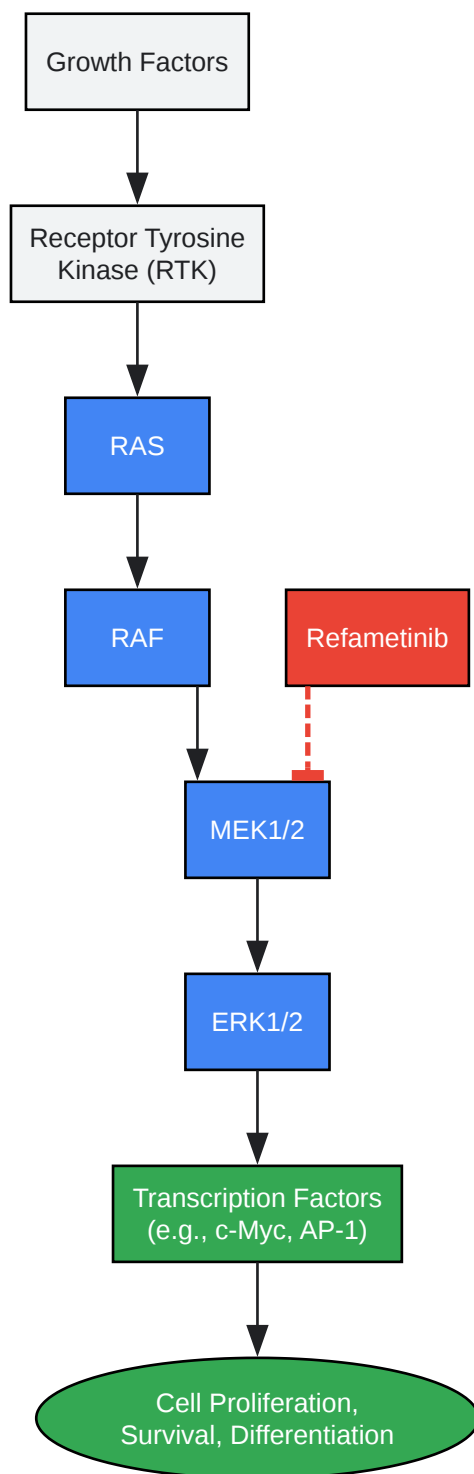 Growth Factors
Receptor Tyrosine
Kinase (RTK)
RAS
RAF
Refametinib
MEK1/2
ERK1/2
Transcription Factors
(e.g., c-Myc, AP-1)
Cell Proliferation,
Survival, Differentiation